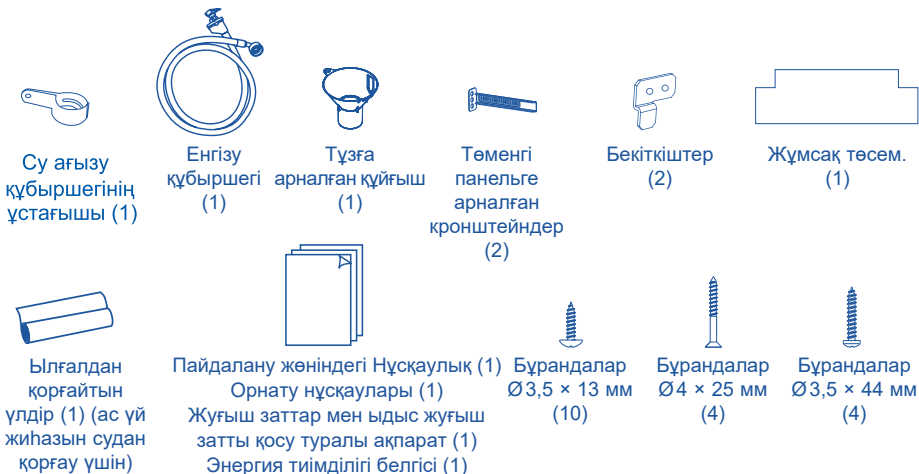 Су ағызу
құбыршегінің
ұстағышы (1)
Енгізу
құбыршегі
(1)
Тұзға
арналған құйғыш
(1)
Төменгі
панельге
арналған
кронштейндер
(2)
Бекіткіштер
(2)
Жұмсақ төсем.
(1)
Ылғалдан
қорғайтын
үлдір (1) (ас үй
жиһазын судан
қорғау үшін)
Пайдалану жөніндегі Нұсқаулық (1)
Орнату нұсқаулары (1)
Жуғыш заттар мен ыдыс жуғыш
затты қосу туралы ақпарат (1)
Энергия тиімділігі белгісі (1)
Бұрандалар
Ø 3,5 × 13 мм
(10)
Бұрандалар
Ø 4 × 25 мм
(4)
Бұрандалар
Ø 3,5 × 44 мм
(4)